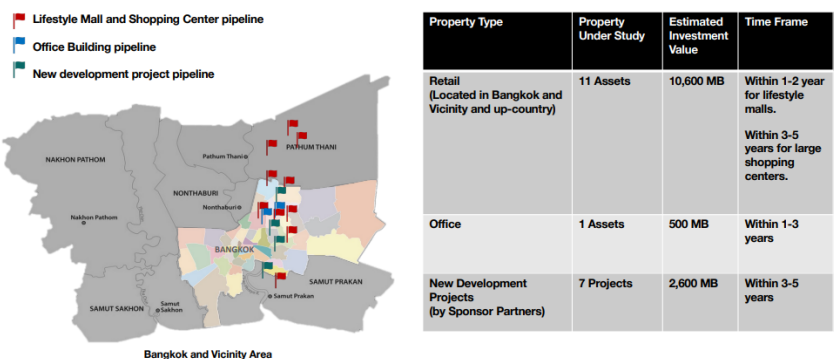 Lifestyle Mall and Shopping Center pipeline
Office Building pipeline
New development project pipeline
NAKHON PATHOM
Nakhon Pathom
Pathum Thani
PATHUM THANI
NONTHABURI
Nonthaburi
BANGKOK
SAMUT SAKHON
Samut
Sakhon
SAMUT PRAKAN
Samut Prakan
Bangkok and Vicinity Area
Property Type
Property
Under Study
Estimated
Investment
Value
Time Frame
Retail
(Located in Bangkok and
Vicinity and up-country)
11 Assets
10,600 MB
Within 1-2 year
for lifestyle
malls.
Within 3-5
years for large
shopping
centers.
Office
1 Assets
500 MB
Within 1-3
years
New Development
Projects
(by Sponsor Partners)
7 Projects
2,600 MB
Within 3-5
years